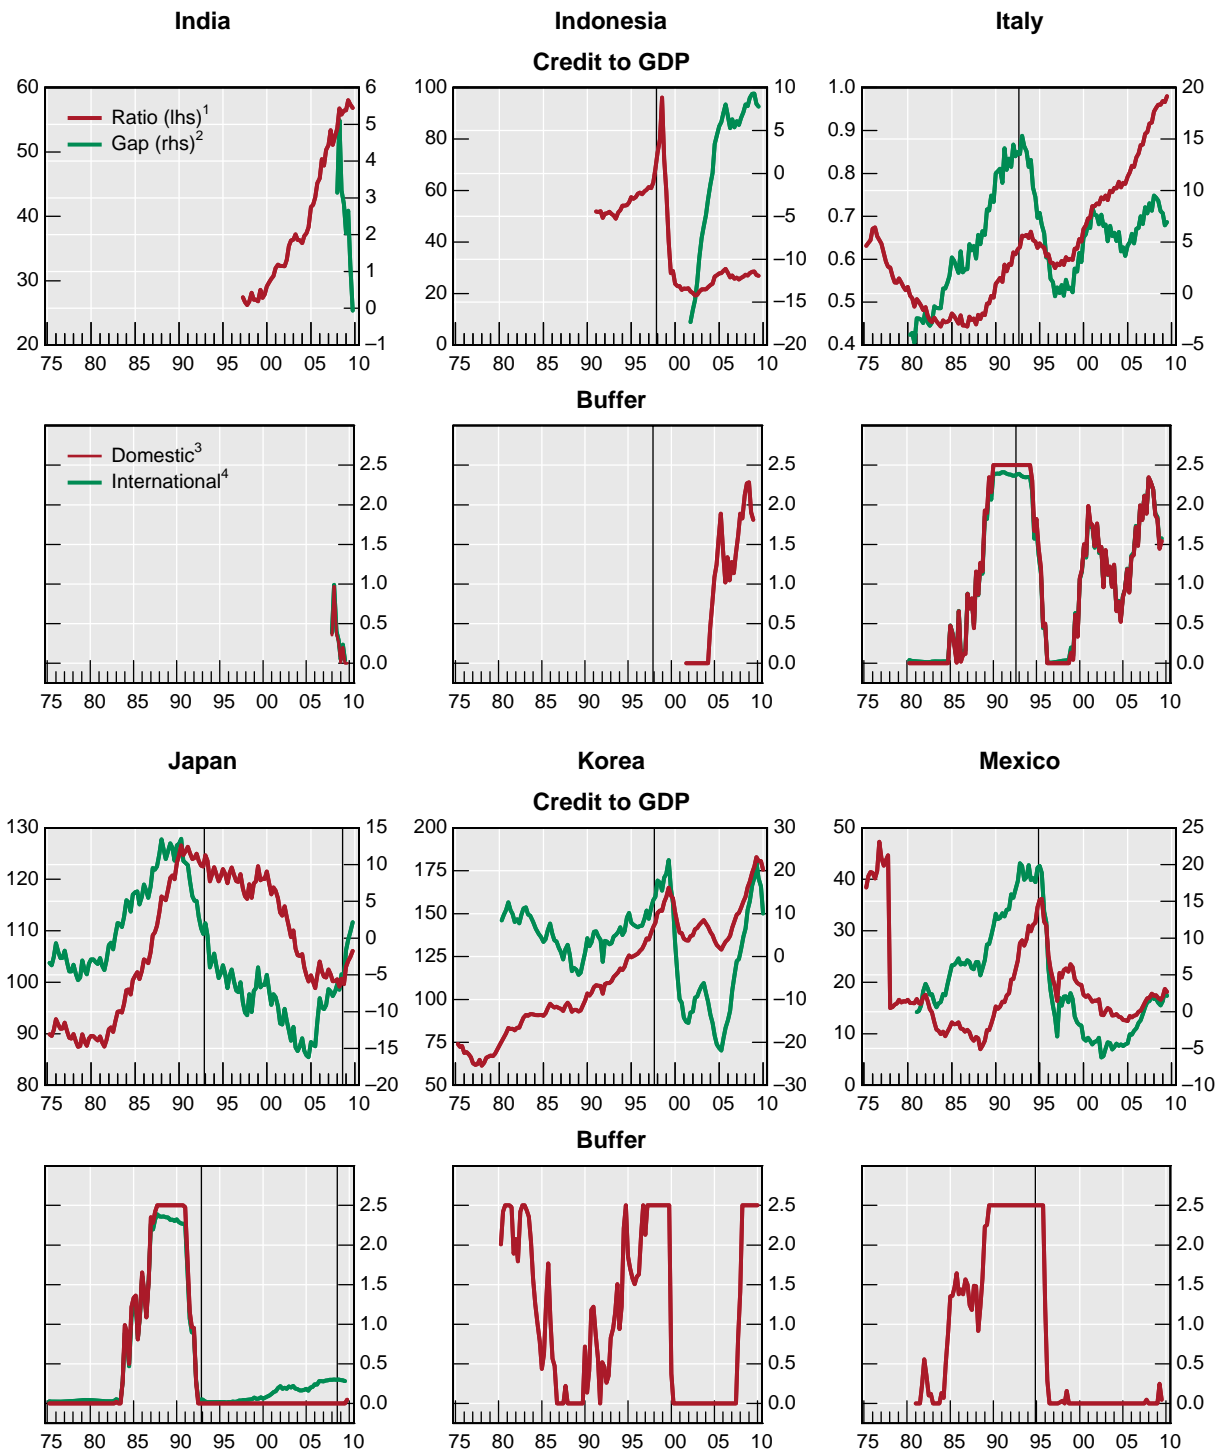 India Indonesia Italy
Credit to GDP
60 6 100 10 1.0 20
Ratio (lhs)1
Gap (rhs)2
50 5 4 80 5 0.9 15
40 3 60 0 0.8 10
2 40 –5 0.7 5
30 1 20 –10 0.6 0
0 –15 0.5
20 –1 0 –20 0.4 –5
75 80 85 90 95 00 05 10 75 80 85 90 95 00 05 10 75 80 85 90 95 00 05 10
Buffer
Domestic3
International4
2.5 2.5 2.5
2.0 2.0 2.0
1.5 1.5 1.5
1.0 1.0 1.0
0.5 0.5 0.5
0.0 0.0 0.0
75 80 85 90 95 00 05 10 75 80 85 90 95 00 05 10 75 80 85 90 95 00 05 10
Japan Korea Mexico
Credit to GDP
130 15 200 30 50 25
120 10 175 20 40 20
110 5 150 10 30 15
0 10
100 –5 125 0 20 5
–10 100 –10 0
90 –15 75 –20 10 –5
80 –20 50 –30 0 –10
75 80 85 90 95 00 05 10 75 80 85 90 95 00 05 10 75 80 85 90 95 00 05 10
Buffer
2.5 2.5 2.5
2.0 2.0 2.0
1.5 1.5 1.5
1.0 1.0 1.0
0.5 0.5 0.5
0.0 0.0 0.0
75 80 85 90 95 00 05 10 75 80 85 90 95 00 05 10 75 80 85 90 95 00 05 10